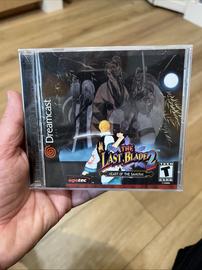 Dreamcast
THE
LAST BLADE 2
HEART OF THE SAMURAI
agetec
TEEN
T